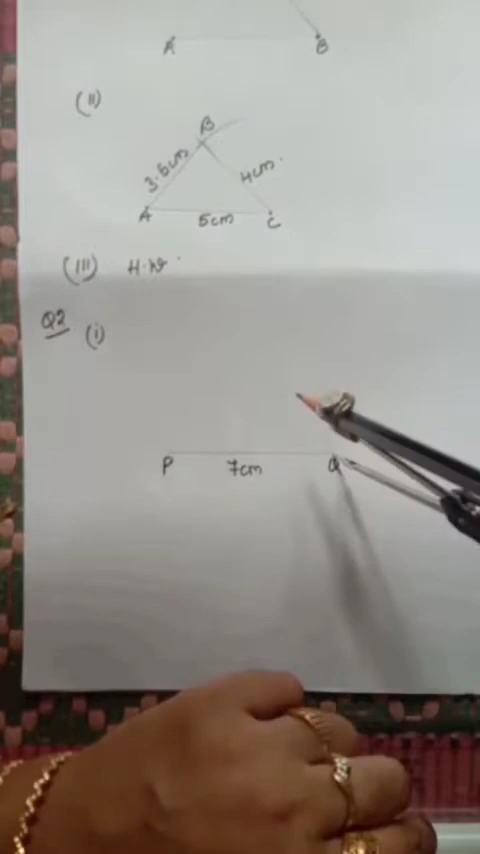 A B
(II)
B
3.6cm 4cm.
A 5cm C
(III) H.W.
Q2 (i)
P 7cm Q